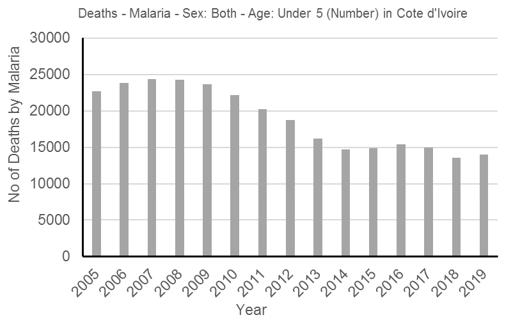 Deaths - Malaria - Sex: Both - Age: Under 5 (Number) in Cote d'Ivoire
30000
25000
20000
15000
10000
5000
0
No of Deaths by Malaria
2005 2006 2007 2008 2009 2010 2011 2012 2013 2014 2015 2016 2017 2018 2019
Year